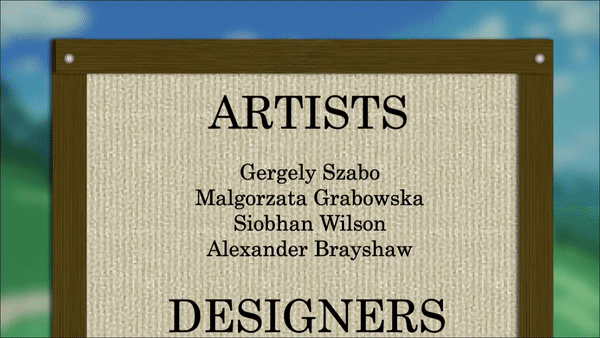 ARTISTS
Gergely Szabo
Malgorzata Grabowska
Siobhan Wilson
Alexander Brayshaw
DESIGNERS